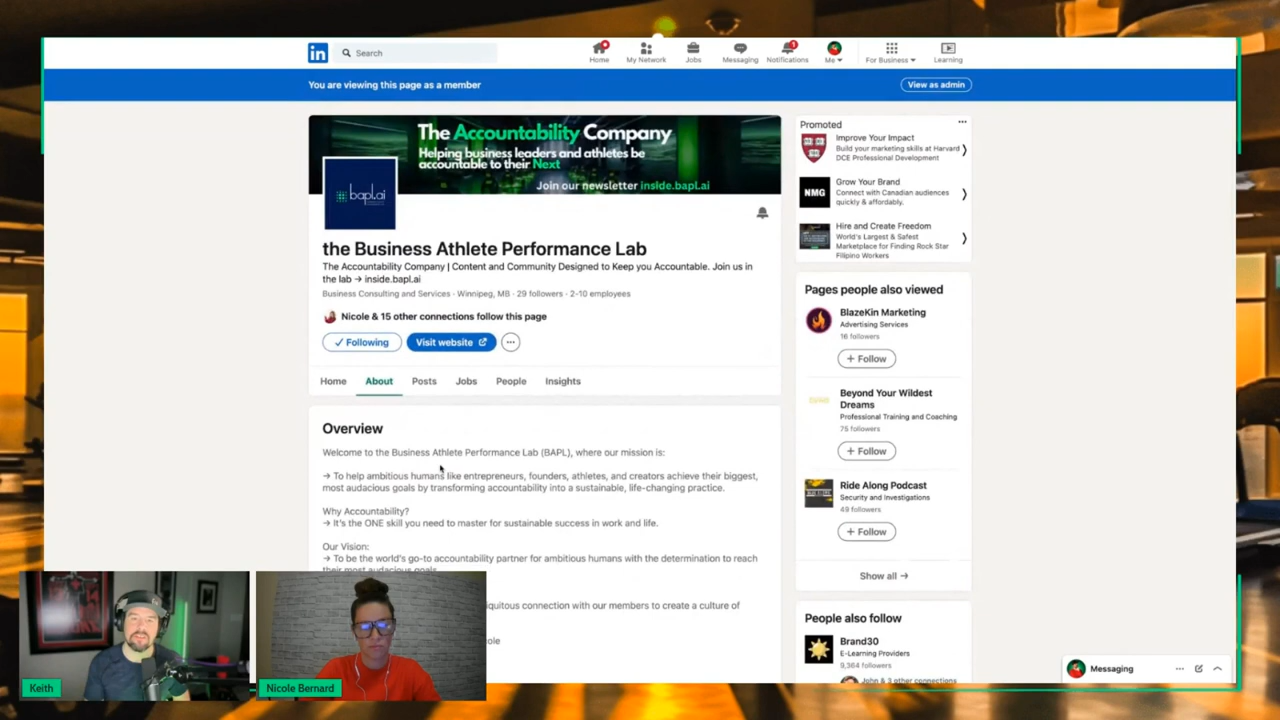 in
Search
Home
My Network
Jobs
Messaging
Notifications
1
Me
For Business
Learning
You are viewing this page as a member
View as admin
The Accountability Company
Helping business leaders and athletes be
accountable to their Next
Join our newsletter inside.bapl.ai
bapl.ai
the Business Athlete Performance Lab
The Accountability Company | Content and Community Designed to Keep you Accountable. Join us in
the lab → inside.bapl.ai
Business Consulting and Services · Winnipeg, MB · 29 followers · 2-10 employees
Nicole & 15 other connections follow this page
✓ Following
Visit website
Home
About
Posts
Jobs
People
Insights
Overview
Welcome to the Business Athlete Performance Lab (BAPL), where our mission is:
→ To help ambitious humans like entrepreneurs, founders, athletes, and creators achieve their biggest,
most audacious goals by transforming accountability into a sustainable, life-changing practice.
Why Accountability?
→ It's the ONE skill you need to master for sustainable success in work and life.
Our Vision:
→ To be the world's go-to accountability partner for ambitious humans with the determination to reach
their most audacious goals.
iquitous connection with our members to create a culture of
ole
Promoted
Improve Your Impact
Build your marketing skills at Harvard
DCE Professional Development
NMG
Grow Your Brand
Connect with Canadian audiences
quickly & affordably.
Hire and Create Freedom
World's Largest & Safest
Marketplace for Finding Rock Star
Filipino Workers
Pages people also viewed
BlazeKin Marketing
Advertising Services
16 followers
+ Follow
Beyond Your Wildest
Dreams
Professional Training and Coaching
75 followers
+ Follow
Ride Along Podcast
Security and Investigations
49 followers
+ Follow
Show all →
People also follow
Brand30
E-Learning Providers
9,364 followers
John & 3 other connections
Messaging
Keith
Nicole Bernard